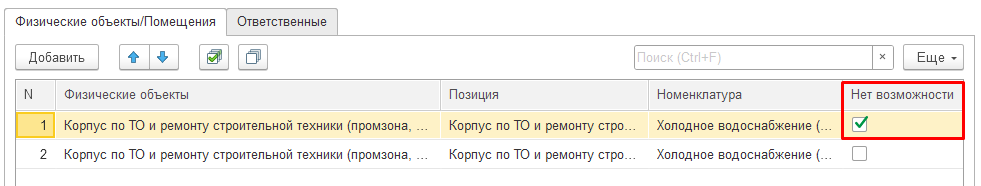 Физические объекты/Помещения Ответственные
Добавить Поиск (Ctrl+F) × Еще
N Физические объекты Позиция Номенклатура Нет возможности
1 Корпус по ТО и ремонту строительной техники (промзона, ... Корпус по ТО и ремонту стро... Холодное водоснабжение (...
2 Корпус по ТО и ремонту строительной техники (промзона, ... Корпус по ТО и ремонту стро... Холодное водоснабжение (...